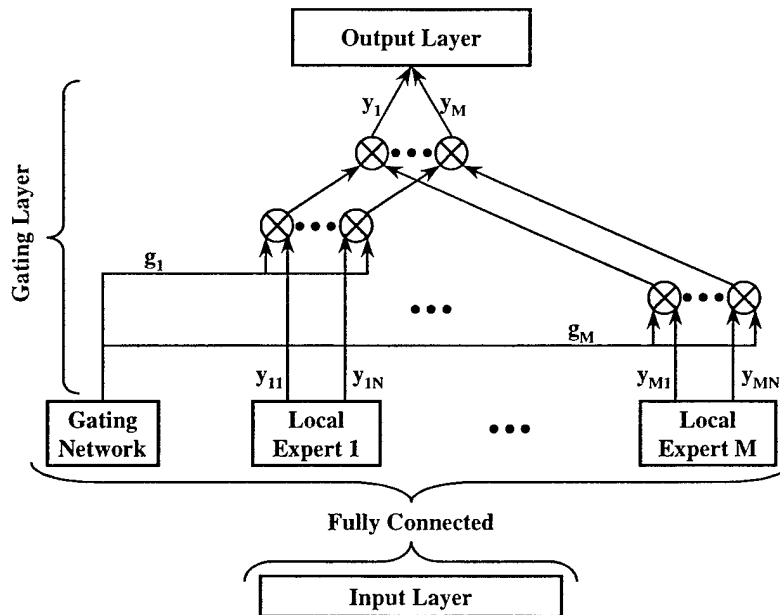 Output Layer
y1 yM
Gating Layer
g1
gM
y11 y1N yM1 yMN
Gating
Network
Local
Expert 1
Local
Expert M
Fully Connected
Input Layer